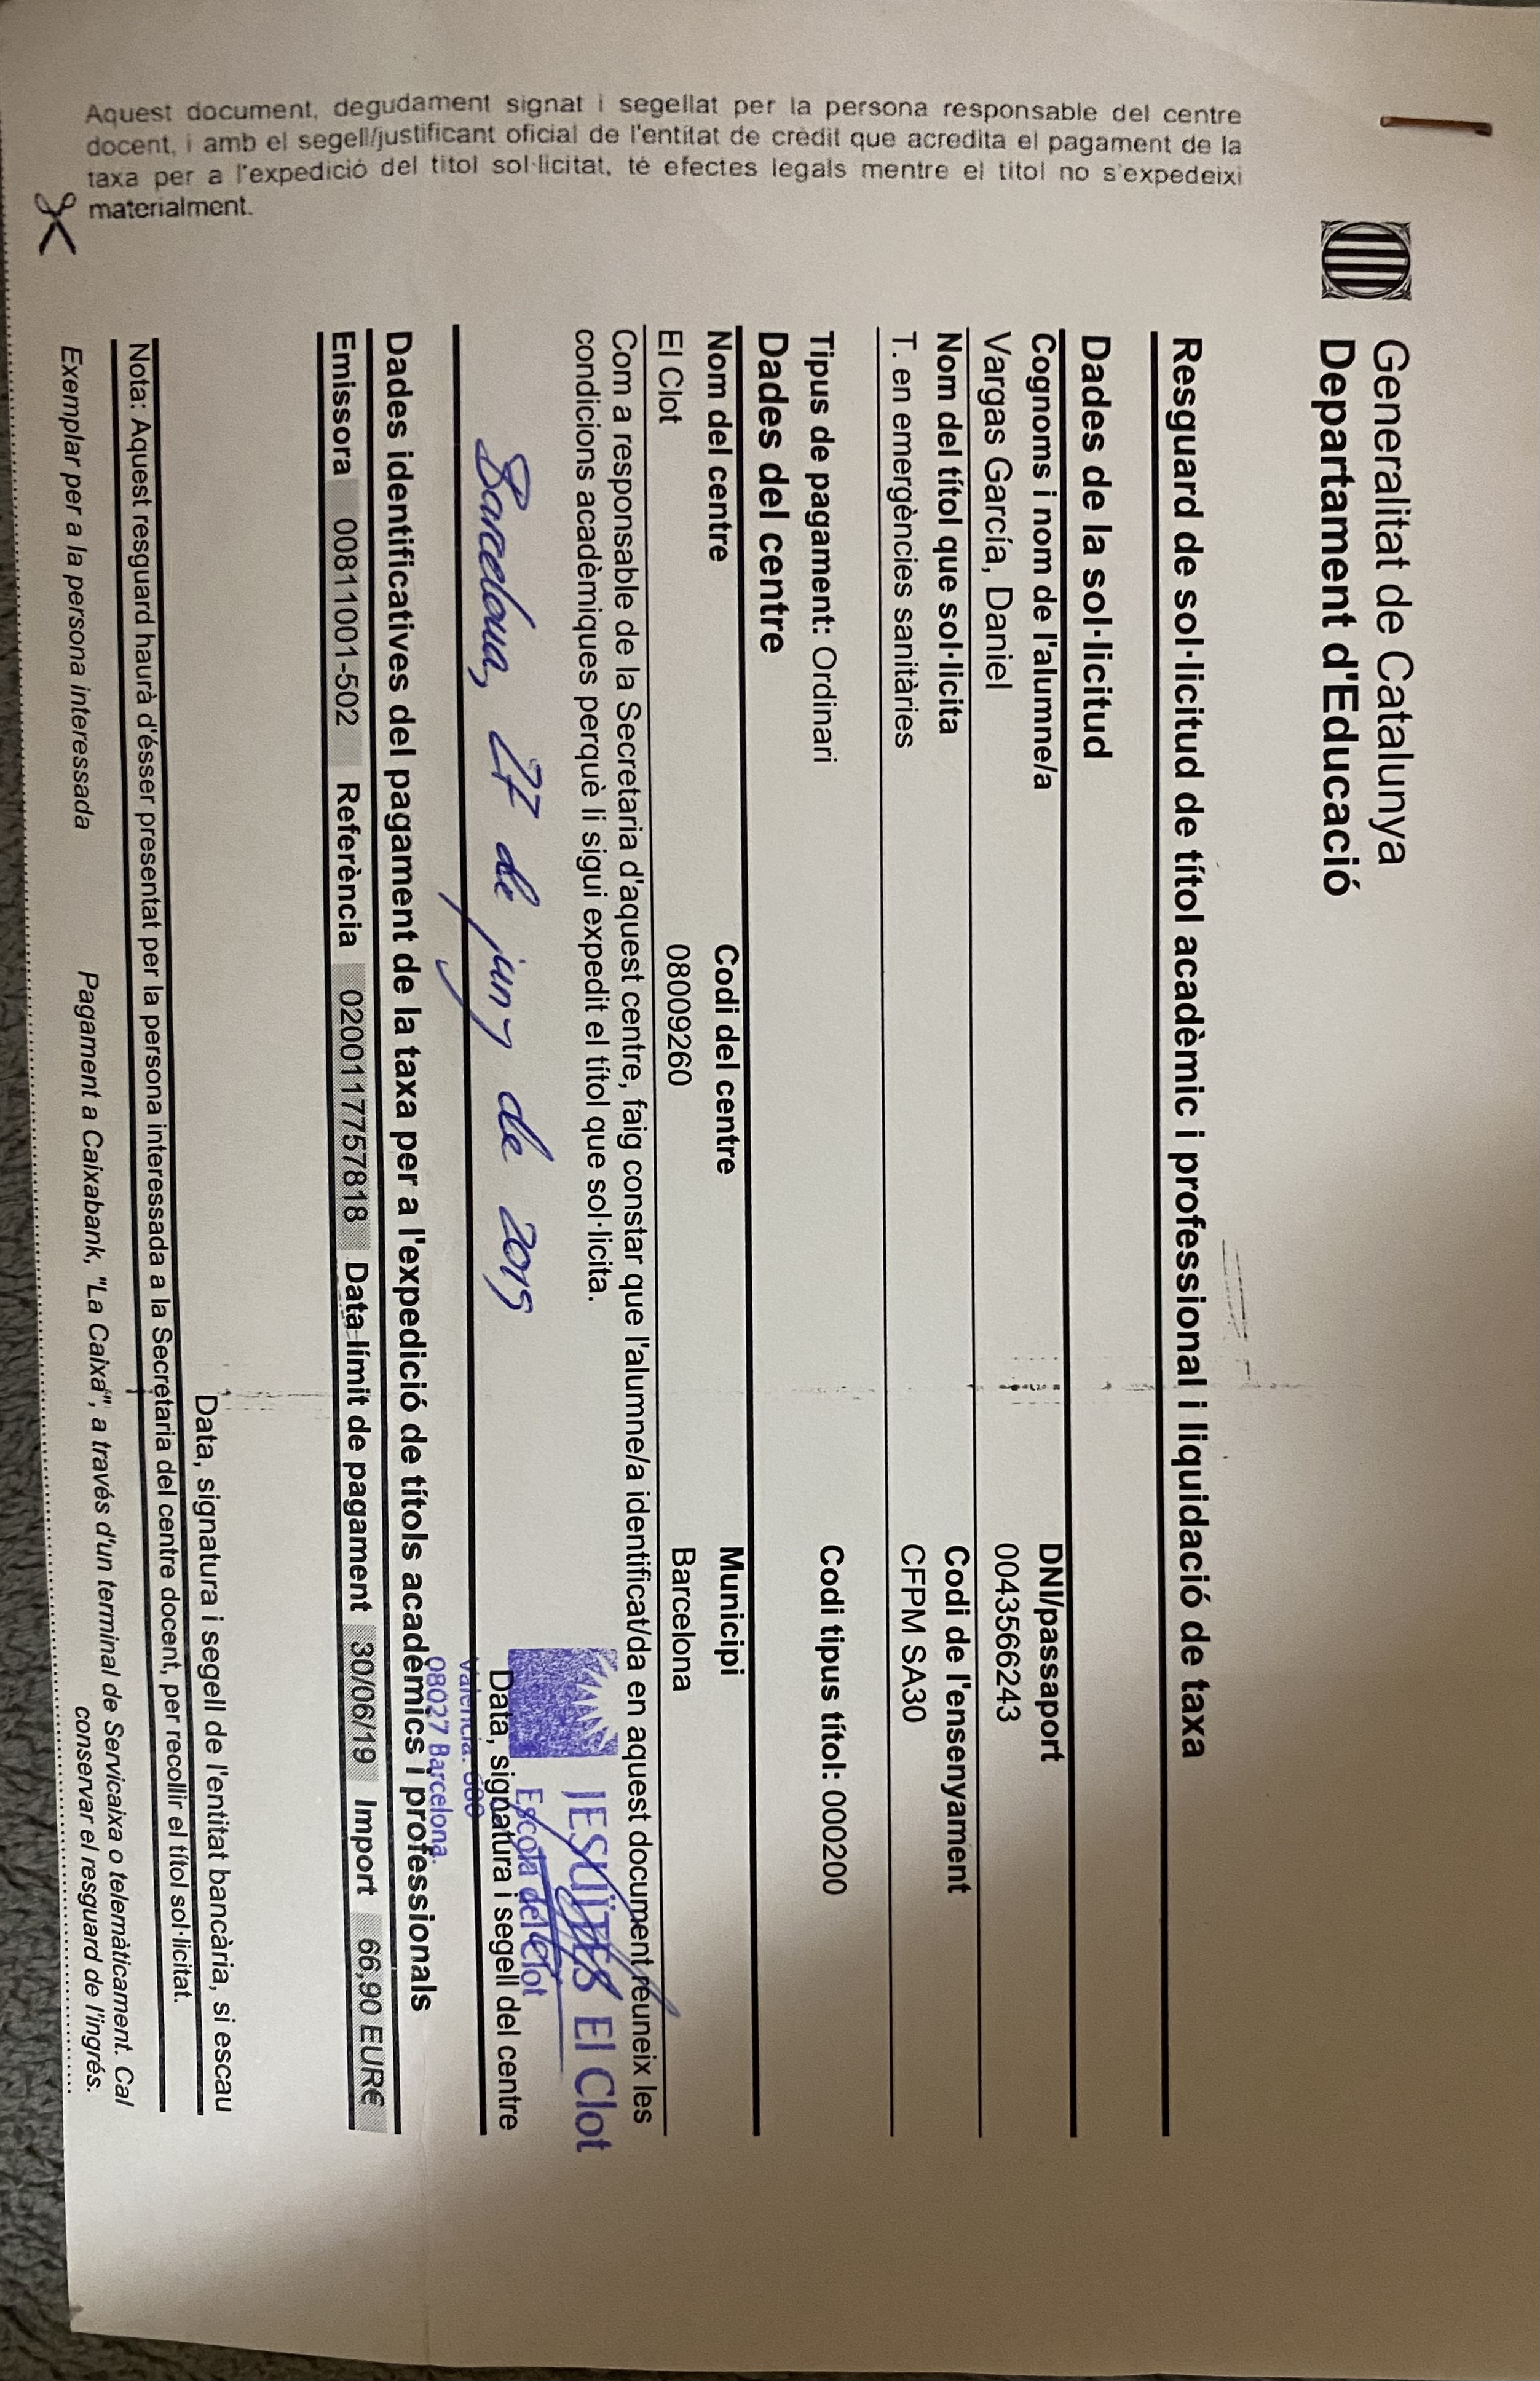 Generalitat de Catalunya
Departament d'Educació
Resguard de sol·licitud de títol acadèmic i professional i liquidació de taxa
Dades de la sol·licitud
Cognoms i nom de l'alumne/a DNI/passaport
Vargas García, Daniel 0043566243
Nom del títol que sol·licita Codi de l'ensenyament
T. en emergències sanitàries CFPM SA30
Tipus de pagament: Ordinari Codi tipus títol: 000200
Dades del centre
Nom del centre Codi del centre Municipi
El Clot 08009260 Barcelona
Com a responsable de la Secretaria d'aquest centre, faig constar que l'alumne/a identificat/da en aquest document reuneix les
condicions acadèmiques perquè li sigui expedit el títol que sol·licita.
JESUÏTES El Clot
Escola del Clot
Barcelona, 27 de juny de 2019
Data, signatura i segell del centre
València. 680
08027 Barcelona.
Dades identificatives del pagament de la taxa per a l'expedició de títols acadèmics i professionals
Emissora 00811001-502 Referència 0200117757818 Data límit de pagament 30/06/19 Import 66,90 EUR€
Data, signatura i segell de l'entitat bancària, si escau
Nota: Aquest resguard haurà d'ésser presentat per la persona interessada a la Secretaria del centre docent, per recollir el títol sol·licitat.
Exemplar per a la persona interessada Pagament a Caixabank, "La Caixa", a través d'un terminal de Servicaixa o telemàticament. Cal
conservar el resguard de l'ingrés.
Aquest document, degudament signat i segellat per la persona responsable del centre
docent, i amb el segell/justificant oficial de l'entitat de crèdit que acredita el pagament de la
taxa per a l'expedició del títol sol·licitat, té efectes legals mentre el títol no s'expedeixi
materialment.